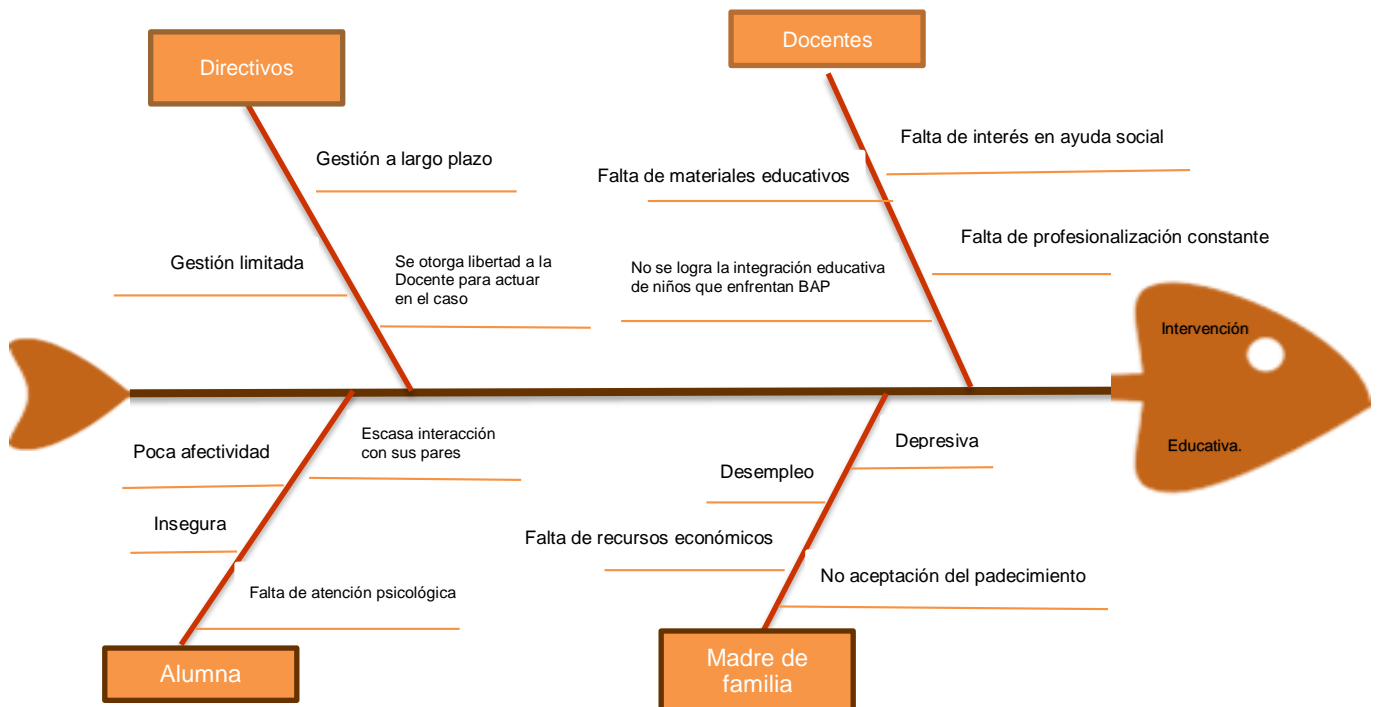 Directivos
Docentes
Gestión a largo plazo
Gestión limitada
Se otorga libertad a la
Docente para actuar
en el caso
Falta de interés en ayuda social
Falta de materiales educativos
Falta de profesionalización constante
No se logra la integración educativa
de niños que enfrentan BAP
Intervención
Educativa.
Poca afectividad
Escasa interacción
con sus pares
Insegura
Falta de atención psicológica
Alumna
Depresiva
Desempleo
Falta de recursos económicos
No aceptación del padecimiento
Madre de
familia